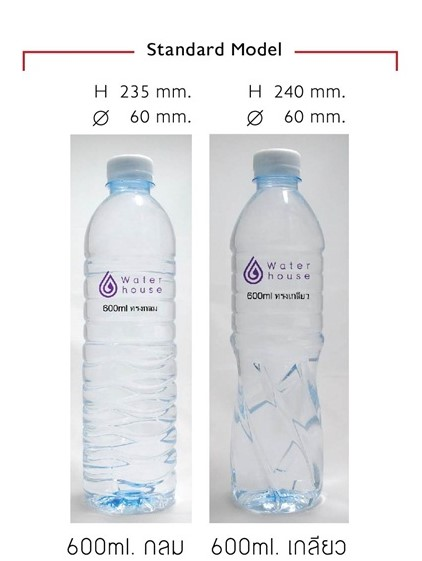 Standard Model
H 235 mm.
Ø 60 mm.
H 240 mm.
Ø 60 mm.
Water
house
600ml ทรงกลม
Water
house
600ml ทรงเกลียว
600ml. กลม
600ml. เกลียว